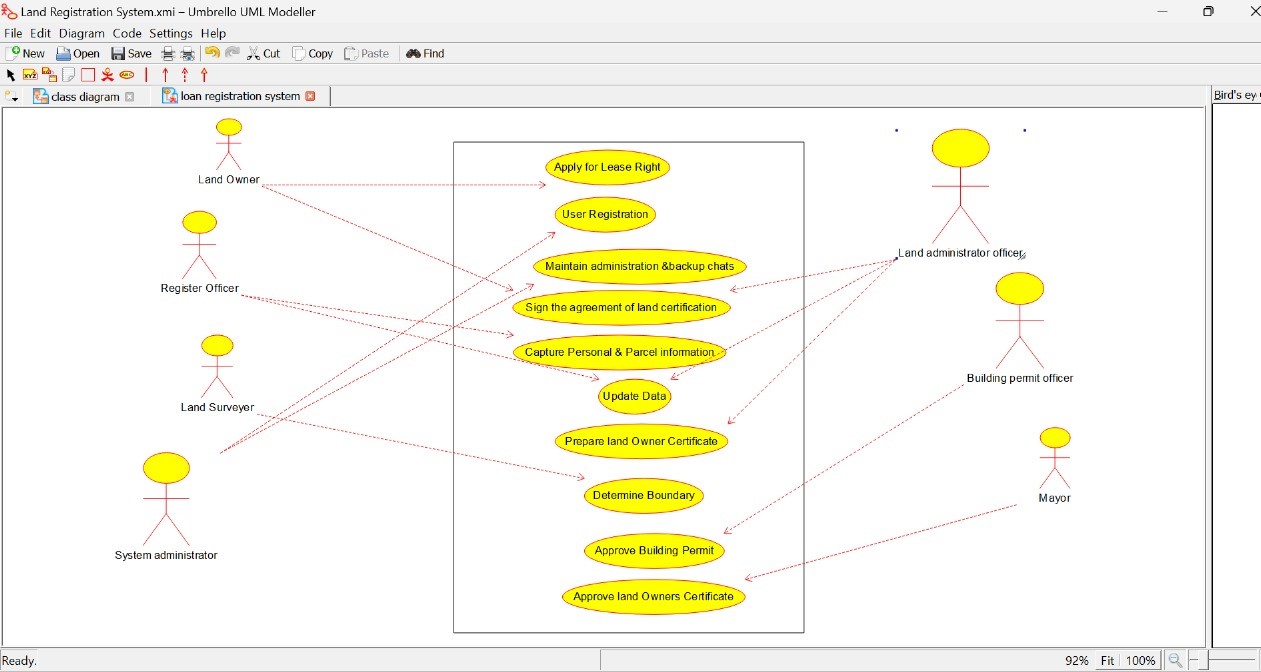 Land Registration System.xmi – Umbrello UML Modeller
File Edit Diagram Code Settings Help
New Open Save Cut Copy Paste Find
XYZ ABC
class diagram loan registration system Bird's ey
Land Owner
Register Officer
Land Surveyer
System administrator
Apply for Lease Right
User Registration
Maintain administration &backup chats
Sign the agreement of land certification
Capture Personal & Parcel information
Update Data
Prepare land Owner Certificate
Determine Boundary
Approve Building Permit
Approve land Owners Certificate
Land administrator officer
Building permit officer
Mayor
Ready. 92% Fit 100%